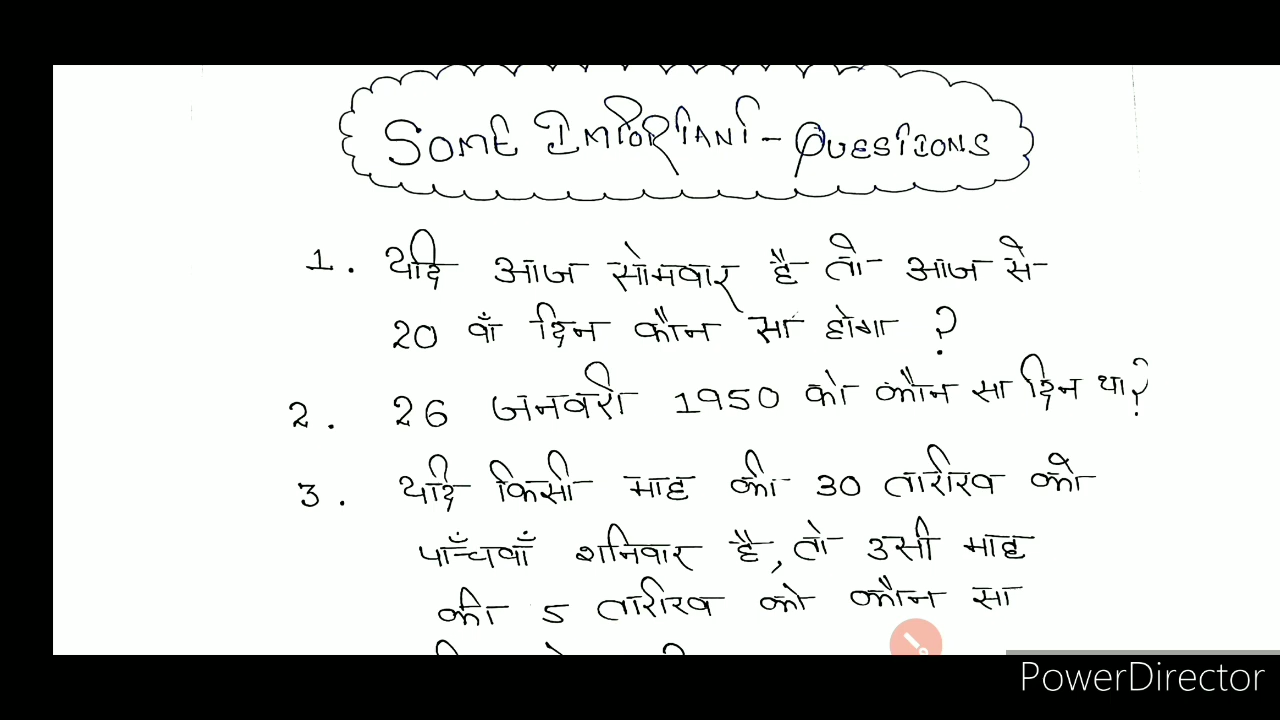 SOME IMPORTANT - QUESTIONS
1. यदि आज सोमवार है तो आज से
20 वाँ दिन कौन सा होगा ?
2. 26 जनवरी 1950 को कौन सा दिन था?
3. यदि किसी माह की 30 तारीख को
पाँचवाँ शनिवार है, तो उसी माह
की 5 तारीख को कौन सा
PowerDirector